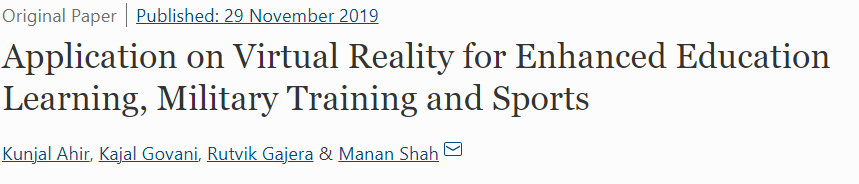 Original Paper | Published: 29 November 2019
Application on Virtual Reality for Enhanced Education
Learning, Military Training and Sports
Kunjal Ahir, Kajal Govani, Rutvik Gajera & Manan Shah